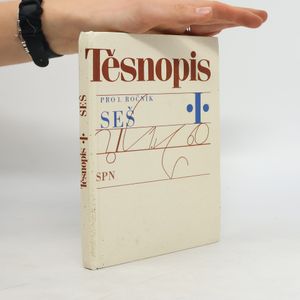 Těsnopis
PRO I. ROČNÍK
SEŠ
SPN
Těsnopis SEŠ